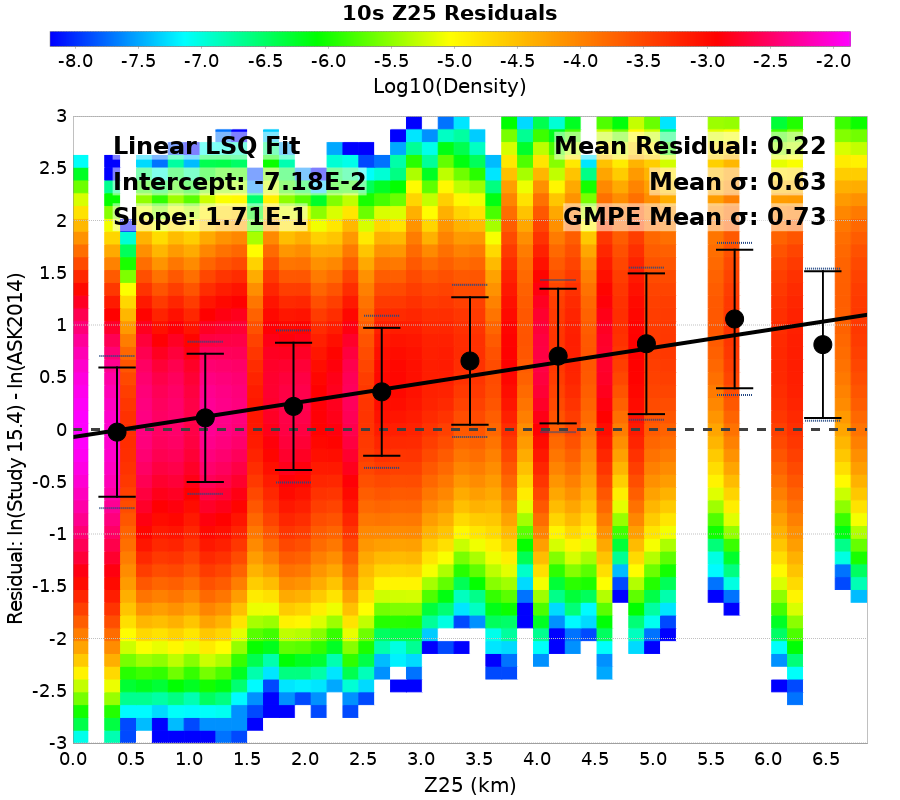 10s Z25 Residuals
-8.0 -7.5 -7.0 -6.5 -6.0 -5.5 -5.0 -4.5 -4.0 -3.5 -3.0 -2.5 -2.0
Log10(Density)
Linear LSQ Fit
Intercept: -7.18E-2
Slope: 1.71E-1
Mean Residual: 0.22
Mean σ: 0.63
GMPE Mean σ: 0.73
Residual: ln(Study 15.4) - ln(ASK2014)
3
2.5
2
1.5
1
0.5
0
-0.5
-1
-1.5
-2
-2.5
-3
0.0 0.5 1.0 1.5 2.0 2.5 3.0 3.5 4.0 4.5 5.0 5.5 6.0 6.5
Z25 (km)